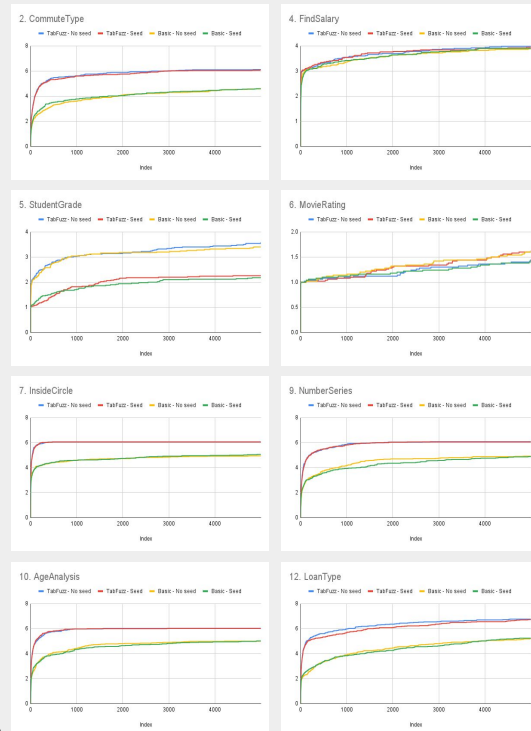 2. CommuteType
TabFuzz - No seed TabFuzz - Seed Basic - No seed Basic - Seed
8
6
4
2
0
0 1000 2000 3000 4000
Index
4. FindSalary
TabFuzz - No seed TabFuzz - Seed Basic - No seed Basic - Seed
4
3
2
1
0
0 1000 2000 3000 4000
Index
5. StudentGrade
TabFuzz - No seed TabFuzz - Seed Basic - No seed Basic - Seed
4
3
2
1
0
0 1000 2000 3000 4000
Index
6. MovieRating
TabFuzz - No seed TabFuzz - Seed Basic - No seed Basic - Seed
2.0
1.5
1.0
0.5
0.0
0 1000 2000 3000 4000
Index
7. InsideCircle
TabFuzz - No seed TabFuzz - Seed Basic - No seed Basic - Seed
8
6
4
2
0
0 1000 2000 3000 4000
Index
9. NumberSeries
TabFuzz - No seed TabFuzz - Seed Basic - No seed Basic - Seed
8
6
4
2
0
0 1000 2000 3000 4000
Index
10. AgeAnalysis
TabFuzz - No seed TabFuzz - Seed Basic - No seed Basic - Seed
8
6
4
2
0
0 1000 2000 3000 4000
Index
12. LoanType
TabFuzz - No seed TabFuzz - Seed Basic - No seed Basic - Seed
8
6
4
2
0
0 1000 2000 3000 4000
Index